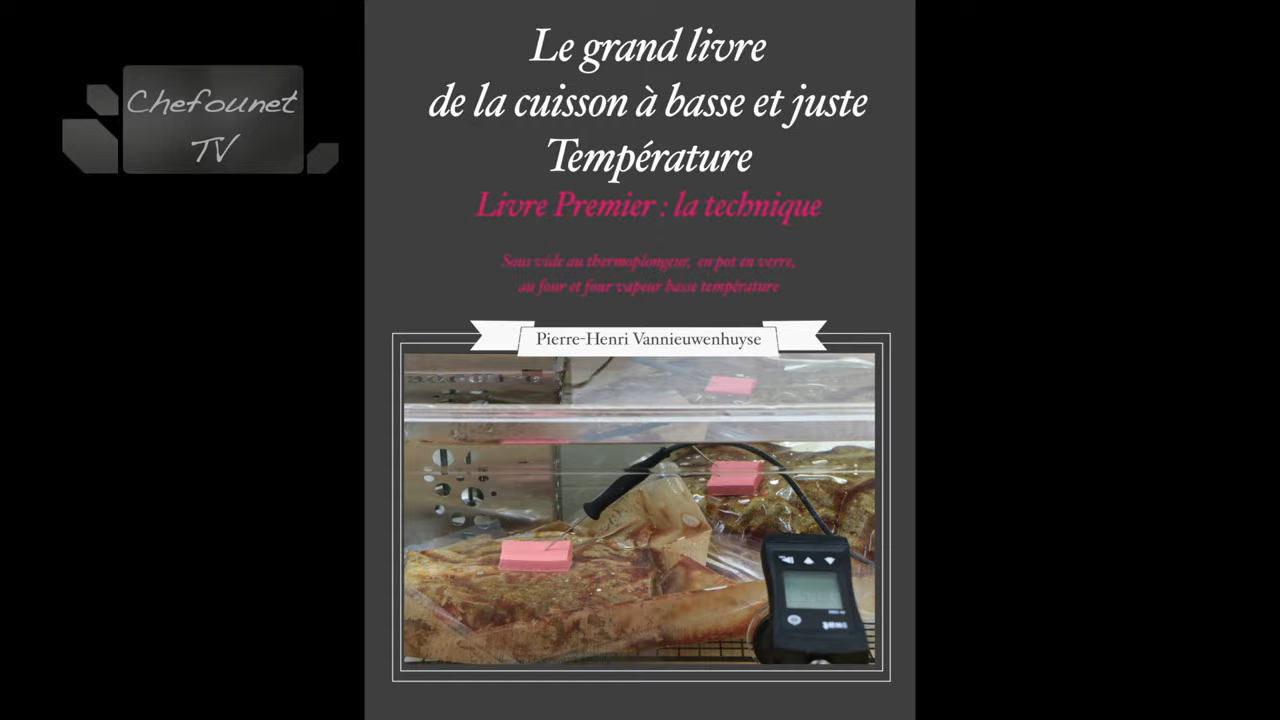 Chefounet
TV
Le grand livre
de la cuisson à basse et juste
Température
Livre Premier : la technique
Sous vide au thermoplongeur, en pot en verre,
au four et four vapeur basse température
Pierre-Henri Vannieuwenhuyse